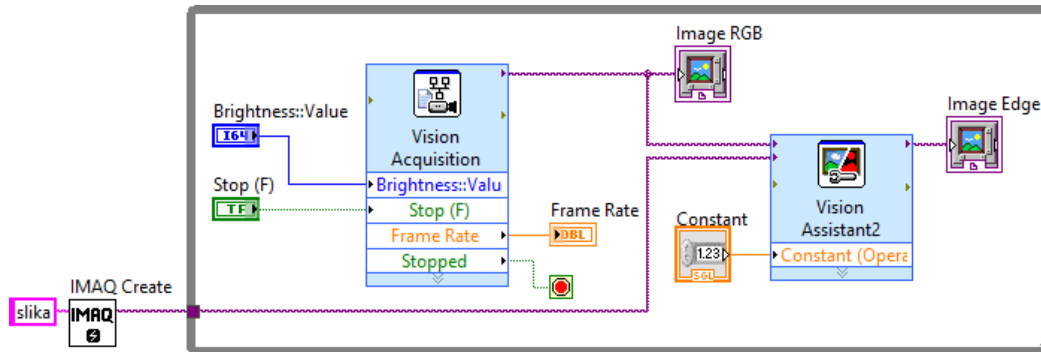 Image RGB
Image Edge
Brightness::Value
I64
Vision
Acquisition
Brightness::Valu
Stop (F)
TF
Stop (F)
Frame Rate
Stopped
Frame Rate
DBL
Constant
1.23
SGL
Vision
Assistant2
Constant (Opera
IMAQ Create
slika
IMAQ